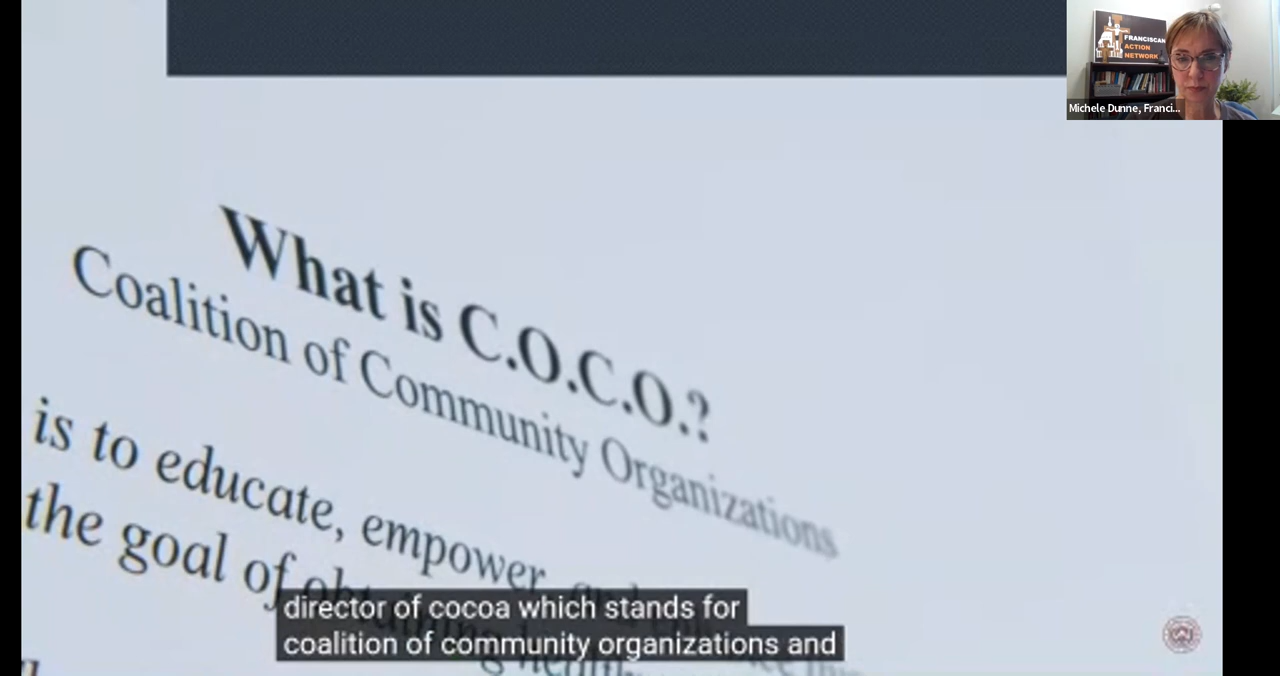 FRANCISCAN
ACTION
NETWORK
Michele Dunne, Franci...
What is C.O.C.O.?
Coalition of Community Organizations
is to educate, empower,
the goal of
director of cocoa which stands for
coalition of community organizations and